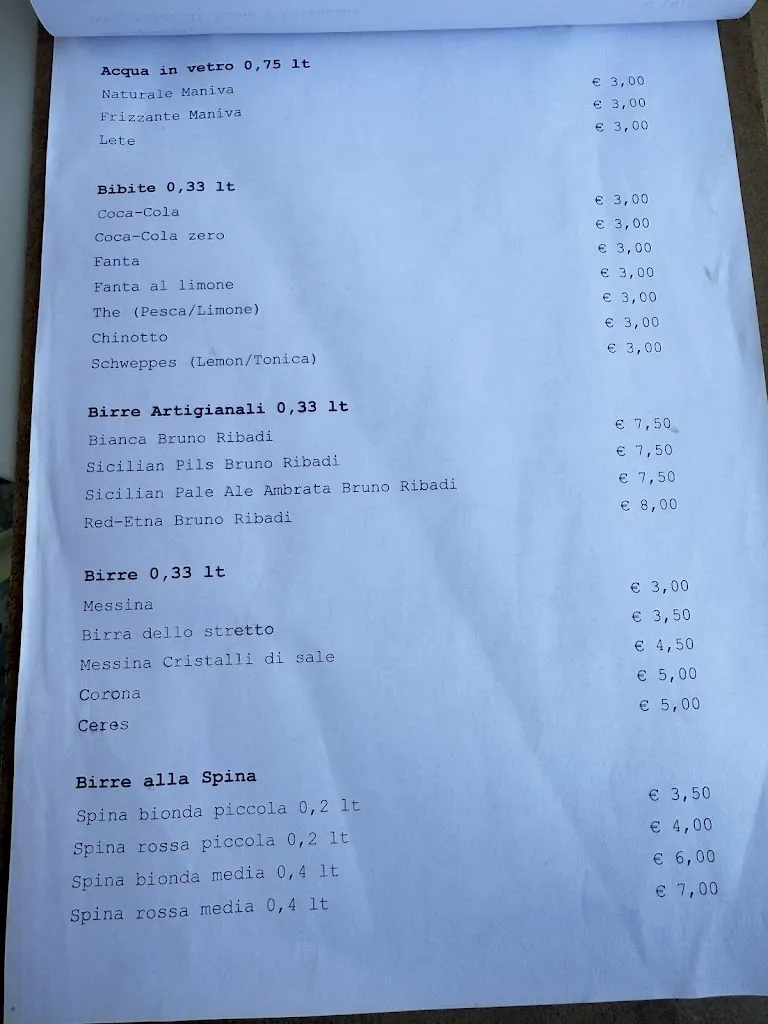 Acqua in vetro 0,75 lt
Naturale Maniva € 3,00
Frizzante Maniva € 3,00
Lete € 3,00
Bibite 0,33 lt
Coca-Cola € 3,00
Coca-Cola zero € 3,00
Fanta € 3,00
Fanta al limone € 3,00
The (Pesca/Limone) € 3,00
Chinotto € 3,00
Schweppes (Lemon/Tonica) € 3,00
Birre Artigianali 0,33 lt
Bianca Bruno Ribadi € 7,50
Sicilian Pils Bruno Ribadi € 7,50
Sicilian Pale Ale Ambrata Bruno Ribadi € 7,50
Red-Etna Bruno Ribadi € 8,00
Birre 0,33 lt
Messina € 3,00
Birra dello stretto € 3,50
Messina Cristalli di sale € 4,50
Corona € 5,00
Ceres € 5,00
Birre alla Spina
Spina bionda piccola 0,2 lt € 3,50
Spina rossa piccola 0,2 lt € 4,00
Spina bionda media 0,4 lt € 6,00
Spina rossa media 0,4 lt € 7,00